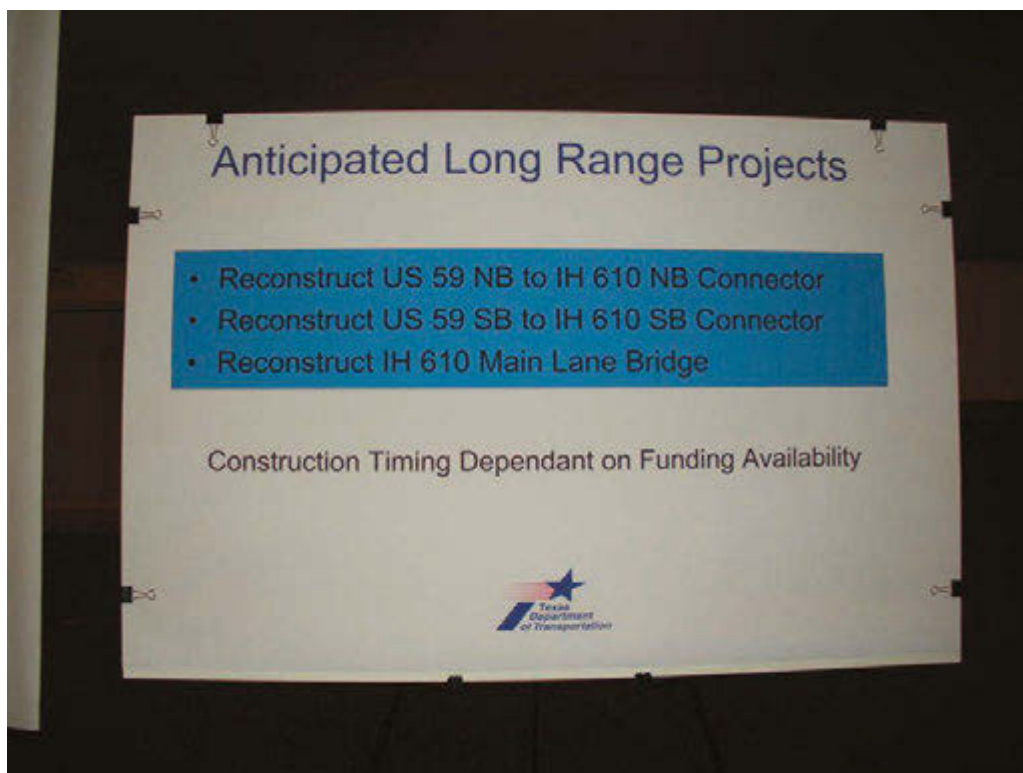 Anticipated Long Range Projects
• Reconstruct US 59 NB to IH 610 NB Connector
• Reconstruct US 59 SB to IH 610 SB Connector
• Reconstruct IH 610 Main Lane Bridge
Construction Timing Dependant on Funding Availability
Texas
Department
of Transportation